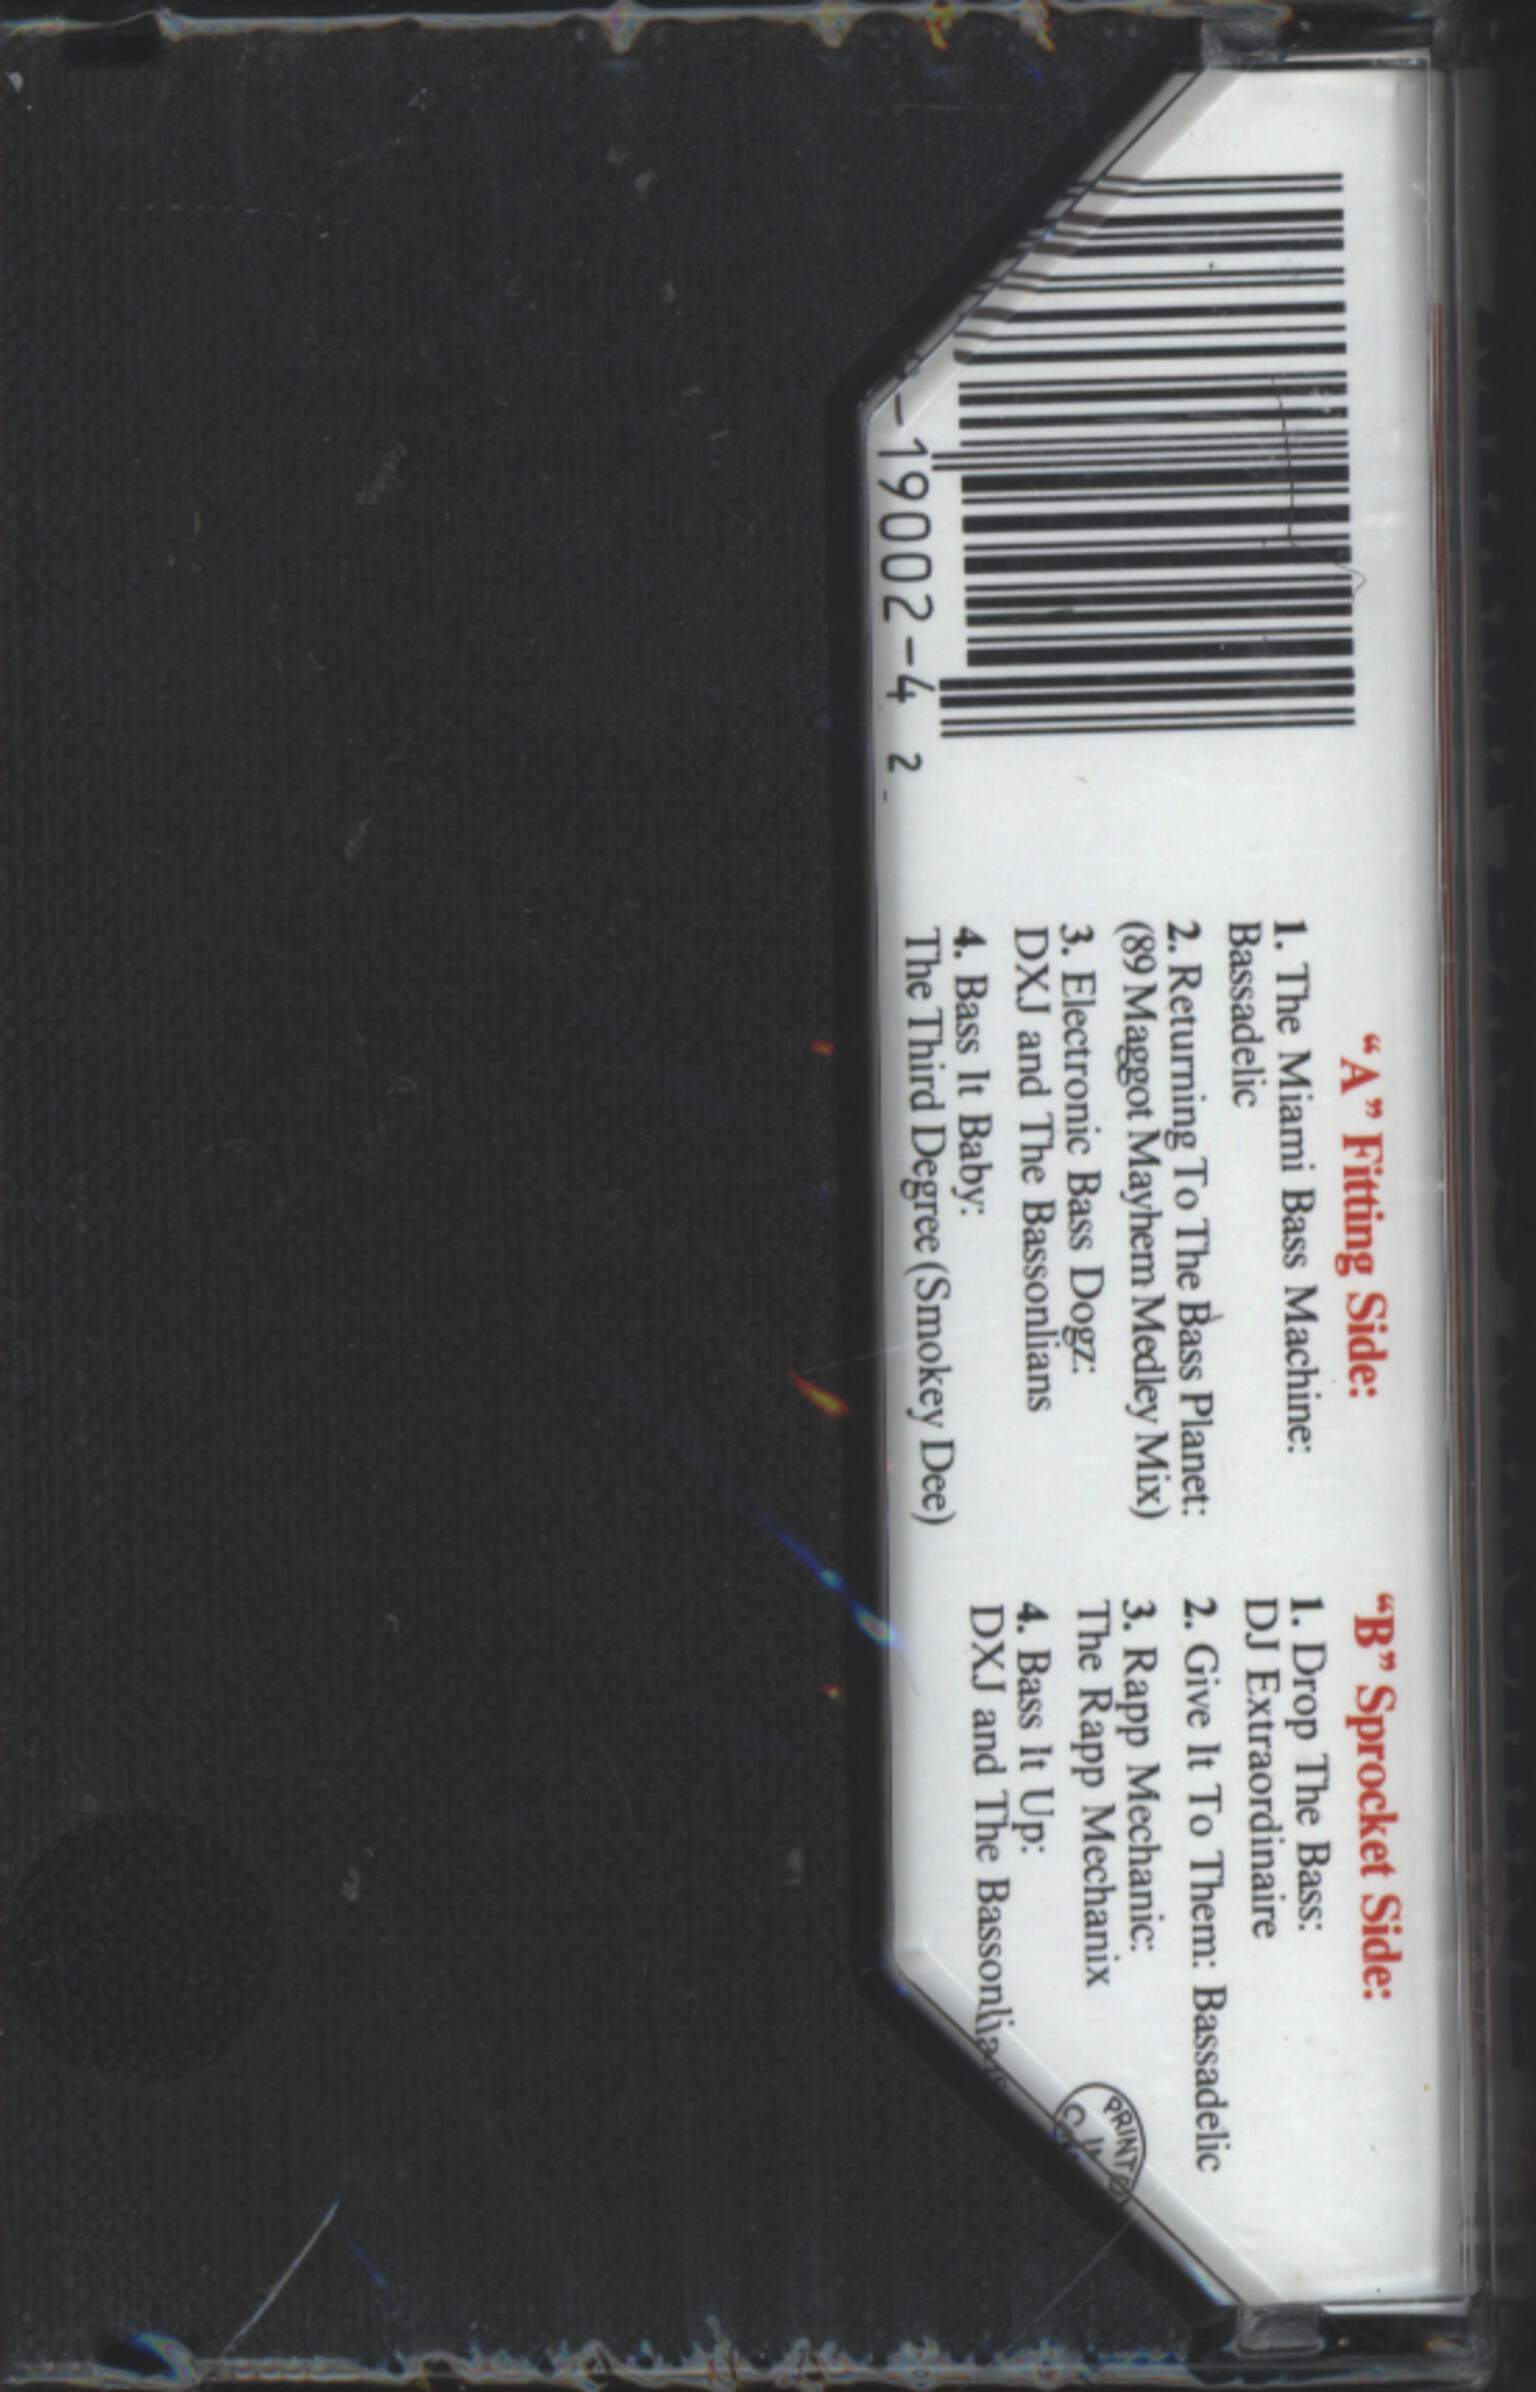 -19002-4 2
“A” Fitting Side:
1. The Miami Bass Machine:
Bassadelic
2. Returning To The Bass Planet:
(89 Maggot Mayhem Medley Mix)
3. Electronic Bass Dogz:
DXJ and The Bassonlians
4. Bass It Baby:
The Third Degree (Smokey Dee)
“B” Sprocket Side:
1. Drop The Bass:
DJ Extraordinaire
2. Give It To Them: Bassadelic
3. Rapp Mechanic:
The Rapp Mechanix
4. Bass It Up:
DXJ and The Bassonlians
IN